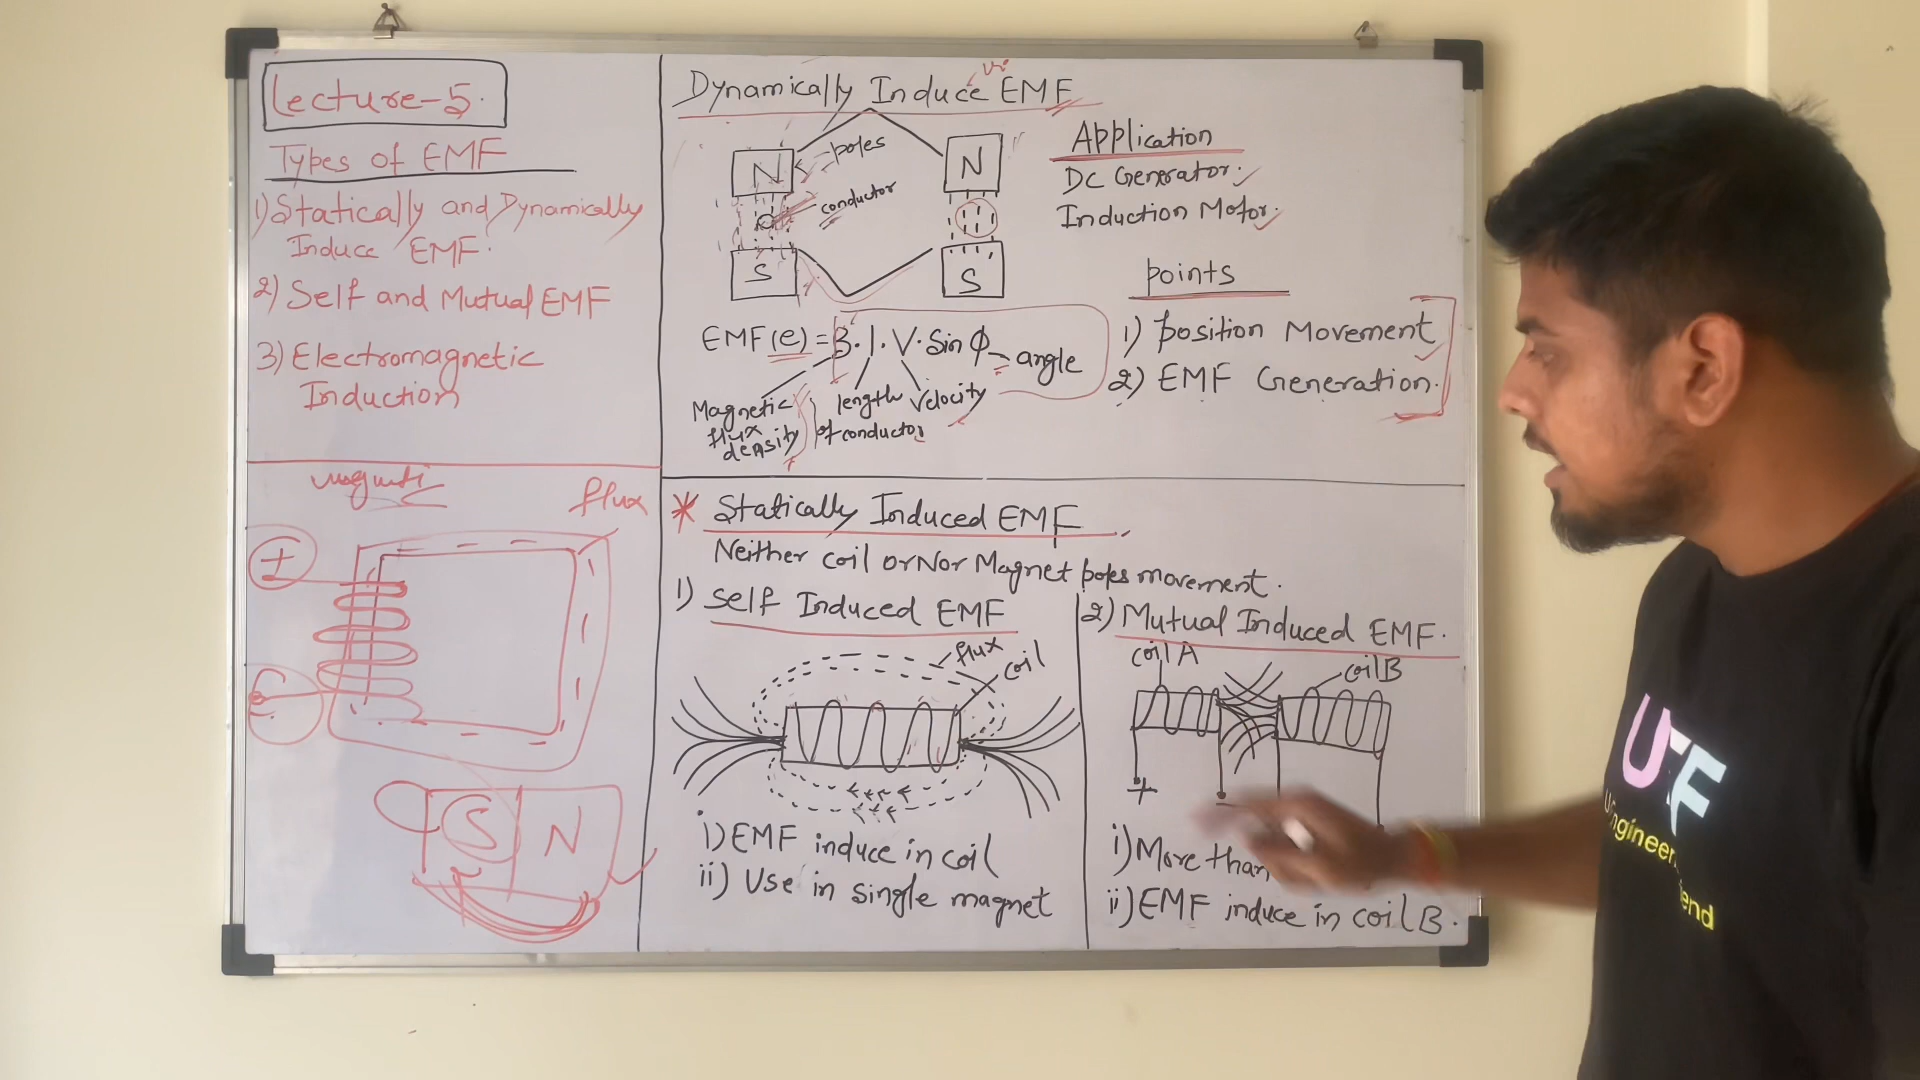 Lecture-5.
Types of EMF
1) Statically and Dynamically
Induce EMF.
2) Self and Mutual EMF
3) Electromagnetic
Induction
flux
+
S N
Dynamically Induce EMF
N
poles
conductor
S
N
S
EMF (e) = B. l. V. Sin ϕ - angle
Magnetic
flux
density
length
of conductor
Velocity
Application
DC Generator.
Induction Motor.
points
1) position Movement
2) EMF Generation.
* Statically Induced EMF
Neither coil or Nor Magnet poles movement.
1) Self Induced EMF
flux
coil
i) EMF induce in coil
ii) Use in single magnet
2) Mutual Induced EMF.
coil A
coil B
+
i) More than
ii) EMF induce in coil B.